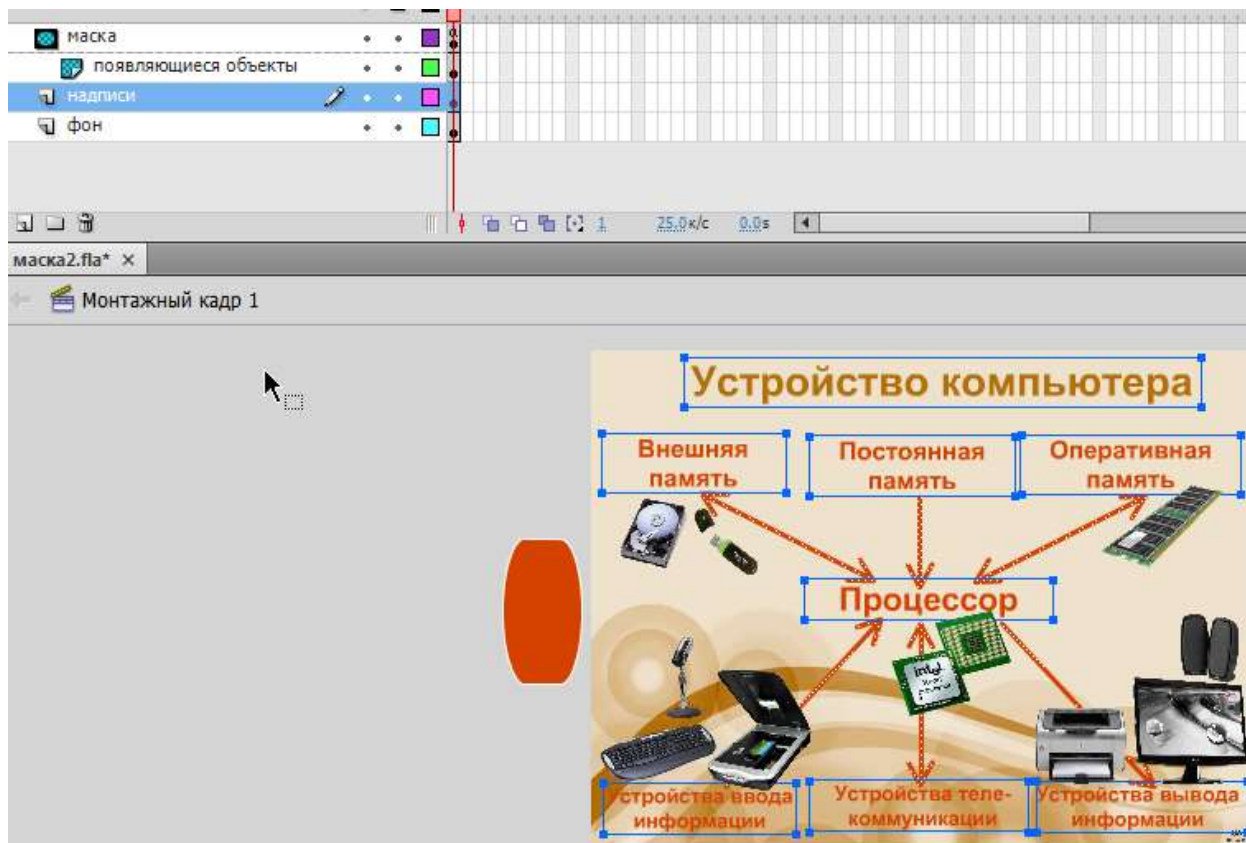 маска
появляющиеся объекты
надписи
фон
1 25.0к/с 0.0s
маска2.fla* ×
Монтажный кадр 1
Устройство компьютера
Внешняя Постоянная Оперативная
память память память
Процессор
intel
Устройства ввода Устройства теле- Устройства вывода
информации коммуникации информации